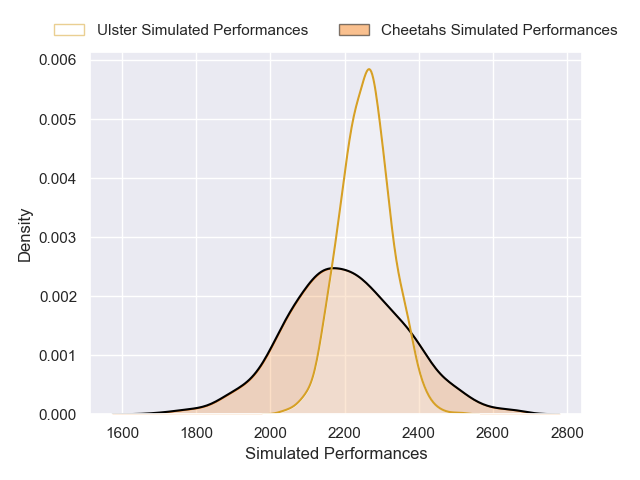 Ulster Simulated Performances Cheetahs Simulated Performances
0.006
0.005
0.004
0.003
0.002
0.001
0.000
Density
1600 1800 2000 2200 2400 2600 2800
Simulated Performances